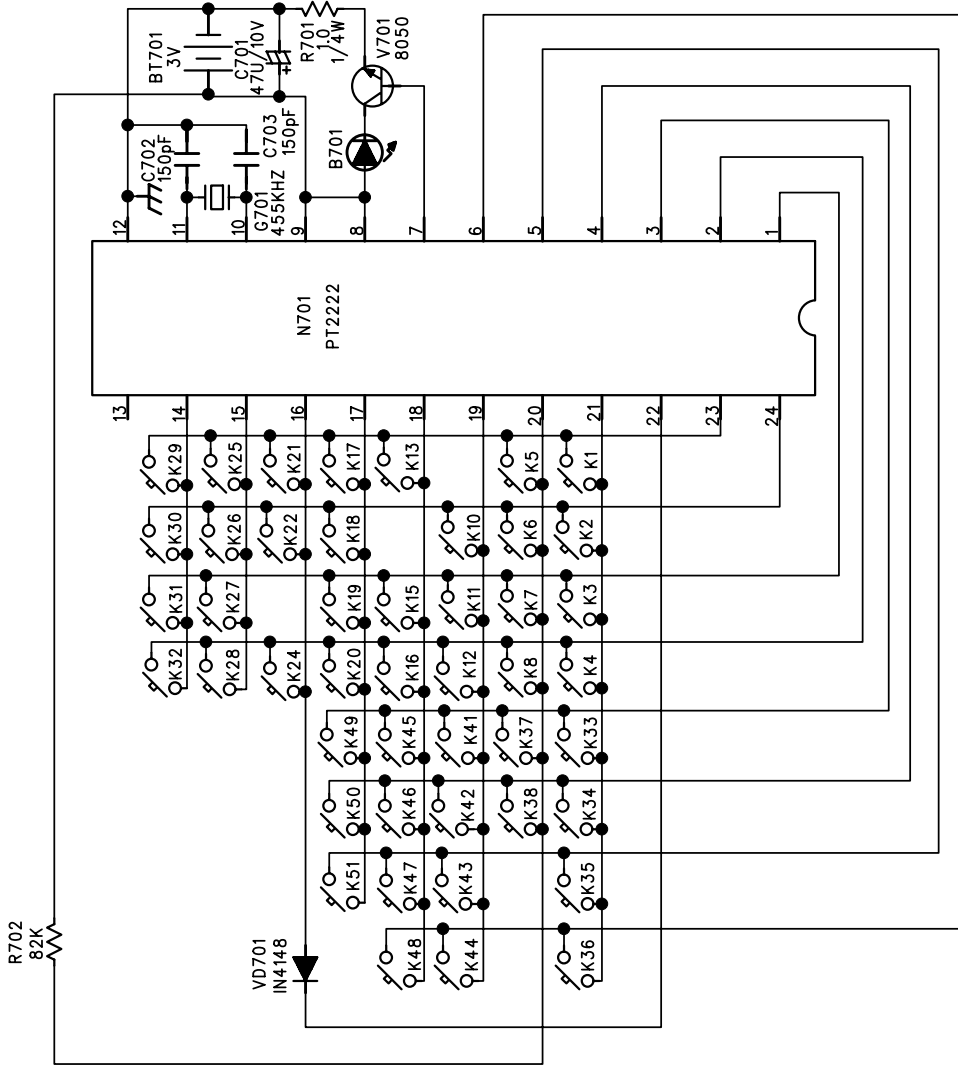 BT701
3V
C701
47U/10V
R701
1.0
1/4W
V701
8050
B701
C702
150pF
C703
150pF
G701
455KHZ
12
11
10
9
8
7
6
5
4
3
2
1
N701
PT2222
13
14
15
16
17
18
19
20
21
22
23
24
K29
K25
K21
K17
K13
K5
K1
K30
K26
K22
K18
K10
K6
K2
K31
K27
K19
K15
K11
K7
K3
K32
K28
K24
K20
K16
K12
K8
K4
K49
K45
K41
K37
K33
K50
K46
K42
K38
K34
K51
K47
K43
K35
K48
K44
K36
R702
82K
VD701
IN4148